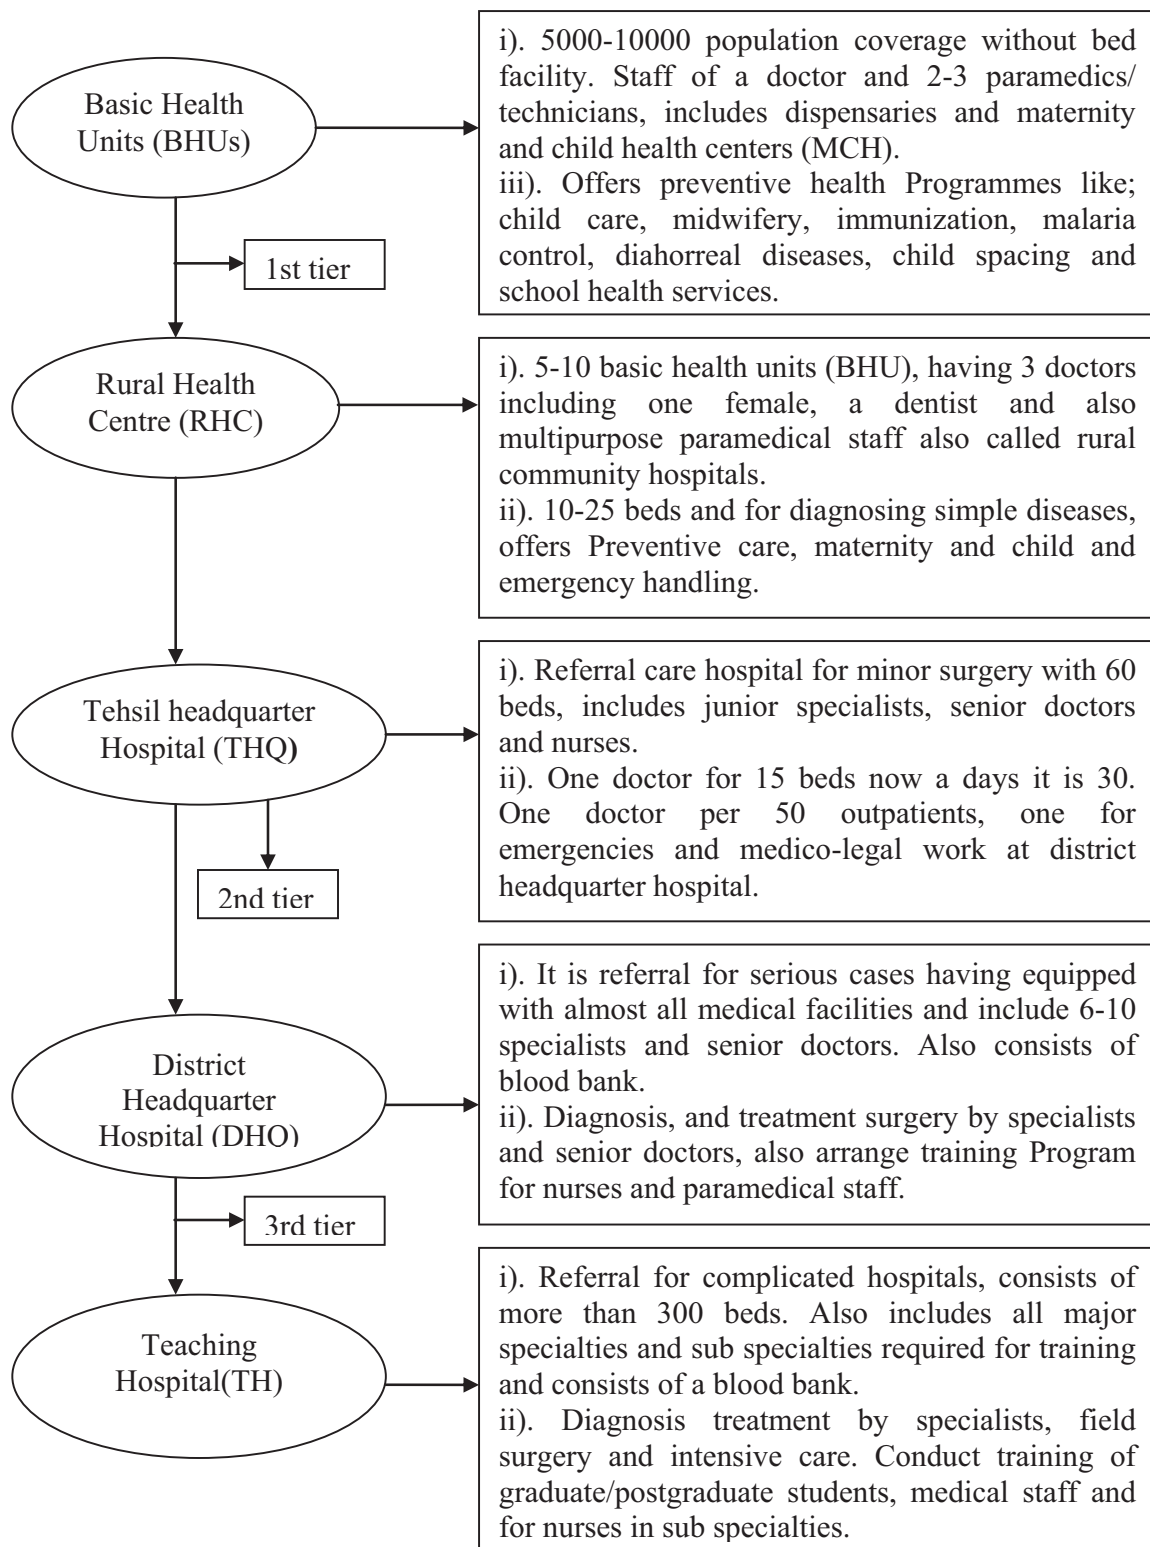 Basic Health
Units (BHUs)
i). 5000-10000 population coverage without bed
facility. Staff of a doctor and 2-3 paramedics/
technicians, includes dispensaries and maternity
and child health centers (MCH).
iii). Offers preventive health Programmes like;
child care, midwifery, immunization, malaria
control, diahorreal diseases, child spacing and
school health services.
1st tier
Rural Health
Centre (RHC)
i). 5-10 basic health units (BHU), having 3 doctors
including one female, a dentist and also
multipurpose paramedical staff also called rural
community hospitals.
ii). 10-25 beds and for diagnosing simple diseases,
offers Preventive care, maternity and child and
emergency handling.
Tehsil headquarter
Hospital (THQ)
i). Referral care hospital for minor surgery with 60
beds, includes junior specialists, senior doctors
and nurses.
ii). One doctor for 15 beds now a days it is 30.
One doctor per 50 outpatients, one for
emergencies and medico-legal work at district
headquarter hospital.
2nd tier
District
Headquarter
Hospital (DHQ)
i). It is referral for serious cases having equipped
with almost all medical facilities and include 6-10
specialists and senior doctors. Also consists of
blood bank.
ii). Diagnosis, and treatment surgery by specialists
and senior doctors, also arrange training Program
for nurses and paramedical staff.
3rd tier
Teaching
Hospital(TH)
i). Referral for complicated hospitals, consists of
more than 300 beds. Also includes all major
specialties and sub specialties required for training
and consists of a blood bank.
ii). Diagnosis treatment by specialists, field
surgery and intensive care. Conduct training of
graduate/postgraduate students, medical staff and
for nurses in sub specialties.